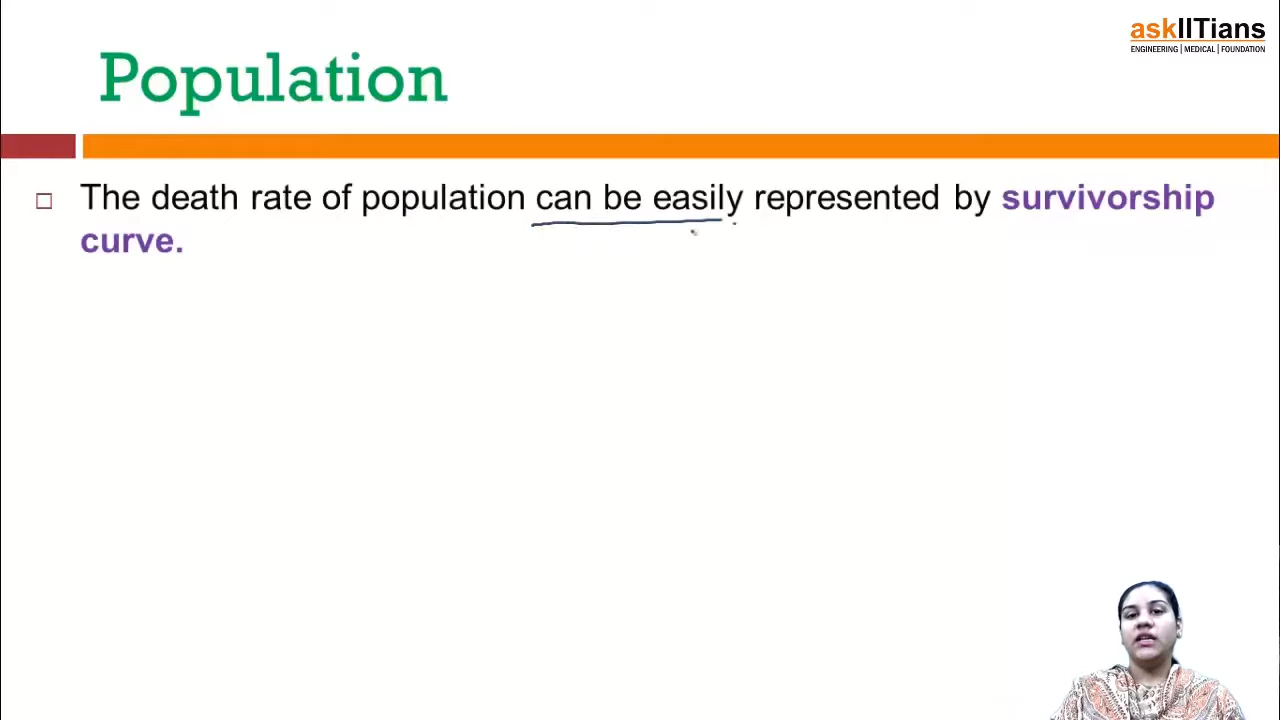 askIITians
ENGINEERING | MEDICAL | FOUNDATION
Population
The death rate of population can be easily represented by survivorship
curve.